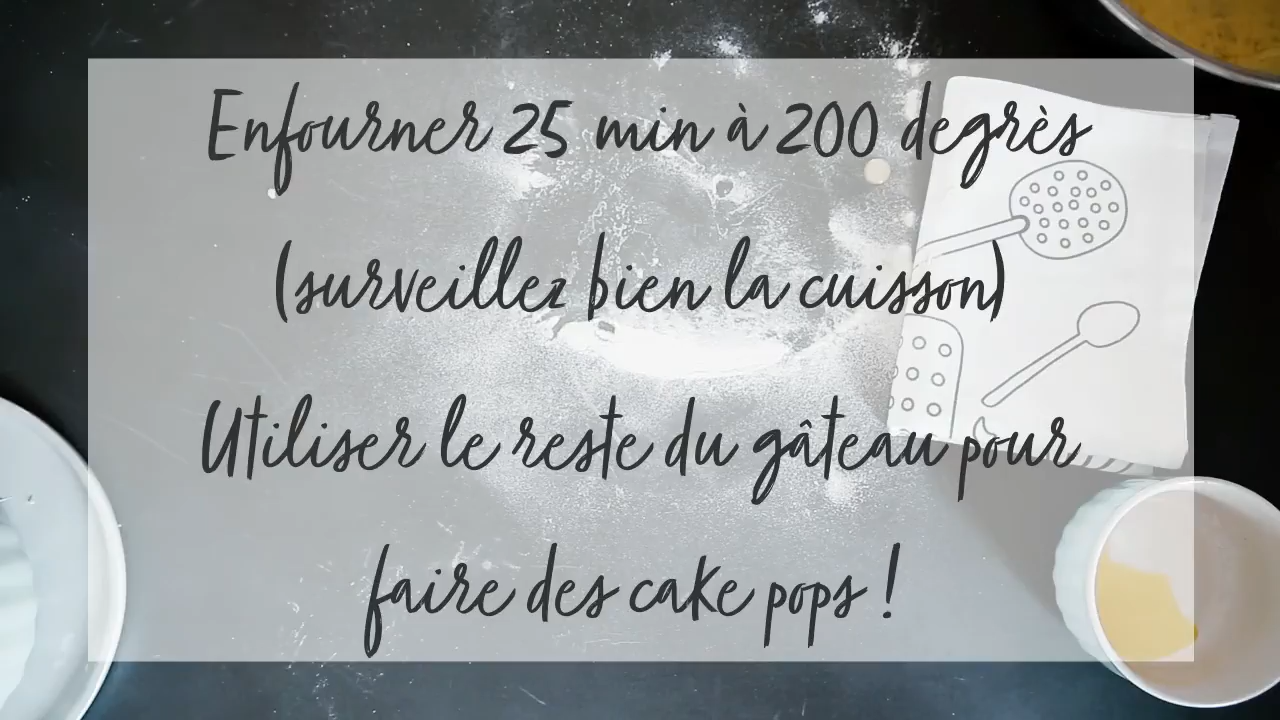 Enfourner 25 min à 200 degrès
(surveillez bien la cuisson)
Utiliser le reste du gâteau pour
faire des cake pops !